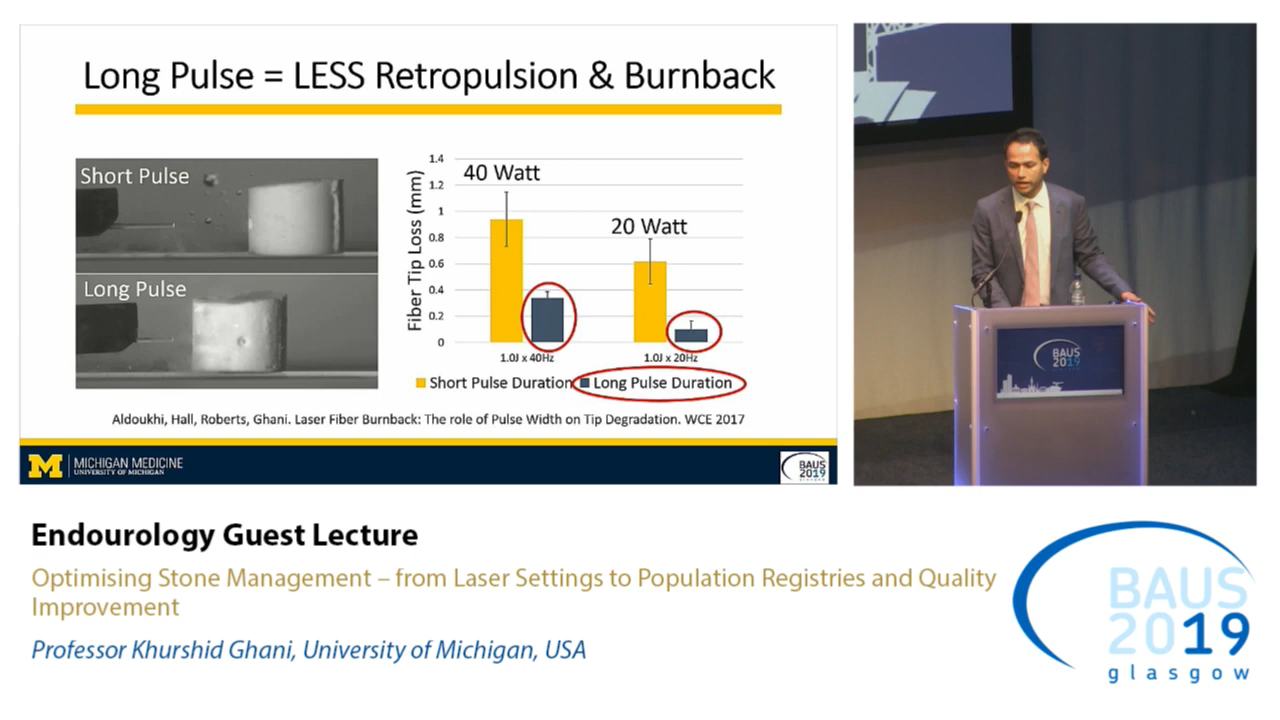 Long Pulse = LESS Retropulsion & Burnback
Short Pulse
Long Pulse
Fiber Tip Loss (mm)
1.4
1.2
1
0.8
0.6
0.4
0.2
0
40 Watt
20 Watt
1.0J x 40Hz
1.0J x 20Hz
Short Pulse Duration
Long Pulse Duration
Aldoukhi, Hall, Roberts, Ghani. Laser Fiber Burnback: The role of Pulse Width on Tip Degradation. WCE 2017
M
MICHIGAN MEDICINE
UNIVERSITY OF MICHIGAN
BAUS
2019
glasgow
BAUS
2019
Endourology Guest Lecture
Optimising Stone Management – from Laser Settings to Population Registries and Quality
Improvement
Professor Khurshid Ghani, University of Michigan, USA
BAUS
2019
glasgow